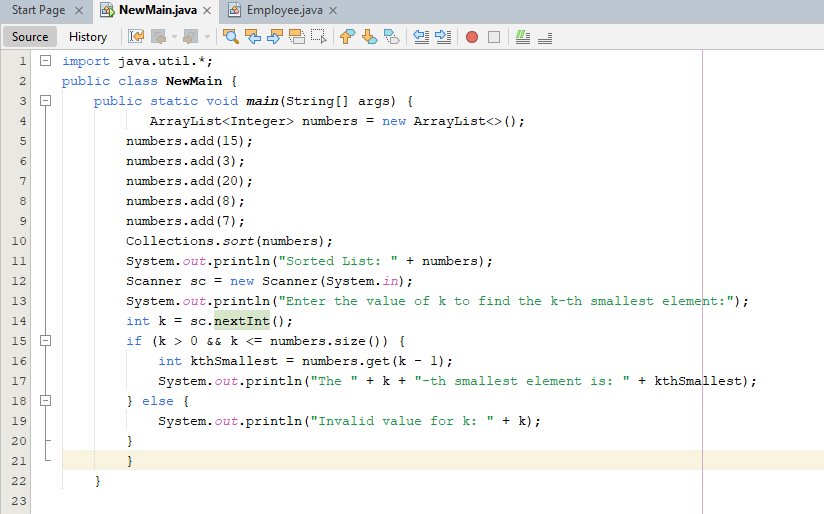 Start Page NewMain.java Employee.java
Source History
1 import java.util.*;
2 public class NewMain {
3 public static void main(String[] args) {
4 ArrayList<Integer> numbers = new ArrayList<>();
5 numbers.add(15);
6 numbers.add(3);
7 numbers.add(20);
8 numbers.add(8);
9 numbers.add(7);
10 Collections.sort(numbers);
11 System.out.println("Sorted List: " + numbers);
12 Scanner sc = new Scanner(System.in);
13 System.out.println("Enter the value of k to find the k-th smallest element:");
14 int k = sc.nextInt();
15 if (k > 0 && k <= numbers.size()) {
16 int kthSmallest = numbers.get(k - 1);
17 System.out.println("The " + k + "-th smallest element is: " + kthSmallest);
18 } else {
19 System.out.println("Invalid value for k: " + k);
20 }
21 }
22 }
23